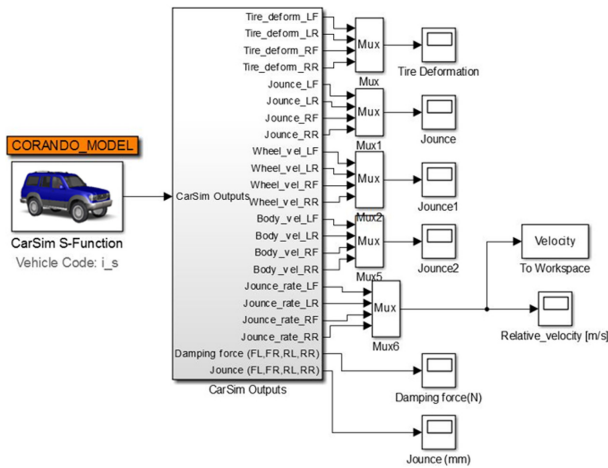 CORANDO_MODEL
CarSim S-Function
Vehicle Code: i_s
CarSim Outputs
Tire_deform_LF
Tire_deform_LR
Tire_deform_RF
Tire_deform_RR
Jounce_LF
Jounce_LR
Jounce_RF
Jounce_RR
Wheel_vel_LF
Wheel_vel_LR
Wheel_vel_RF
Wheel_vel_RR
Body_vel_LF
Body_vel_LR
Body_vel_RF
Body_vel_RR
Jounce_rate_LF
Jounce_rate_LR
Jounce_rate_RF
Jounce_rate_RR
Damping force (FL,FR,RL,RR)
Jounce (FL,FR,RL,RR)
CarSim Outputs
Mux
Mux
Mux
Mux1
Mux
Mux2
Mux
Mux5
Mux
Mux6
Tire Deformation
Jounce
Jounce1
Jounce2
Velocity
To Workspace
Relative_velocity [m/s]
Damping force(N)
Jounce (mm)